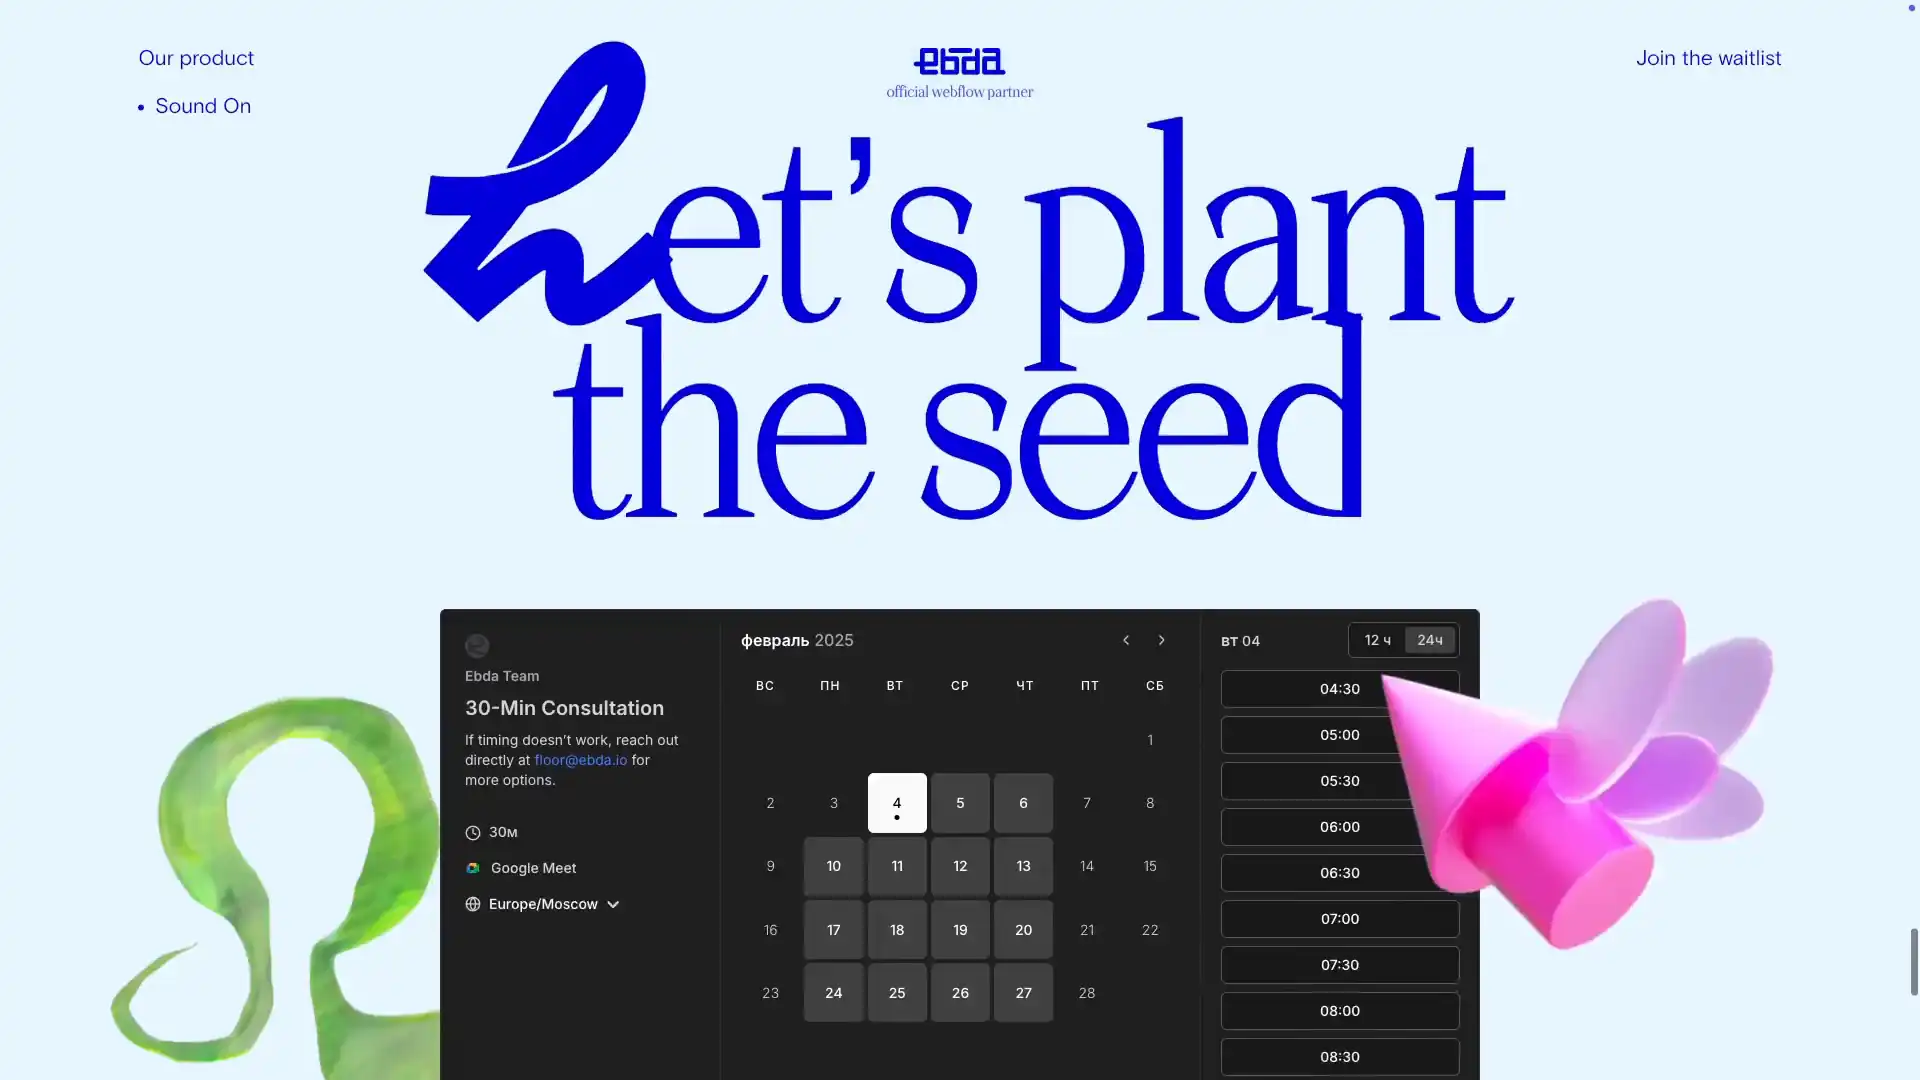 Our product
Sound On
ebda
official webflow partner
Join the waitlist
Let’s plant
the seed
Ebda Team
30-Min Consultation
If timing doesn’t work, reach out
directly at floor@ebda.io for
more options.
30м
Google Meet
Europe/Moscow
февраль 2025
ВС ПН ВТ СР ЧТ ПТ СБ
1
2 3 4 5 6 7 8
9 10 11 12 13 14 15
16 17 18 19 20 21 22
23 24 25 26 27 28
вт 04
12 ч 24ч
04:30
05:00
05:30
06:00
06:30
07:00
07:30
08:00
08:30